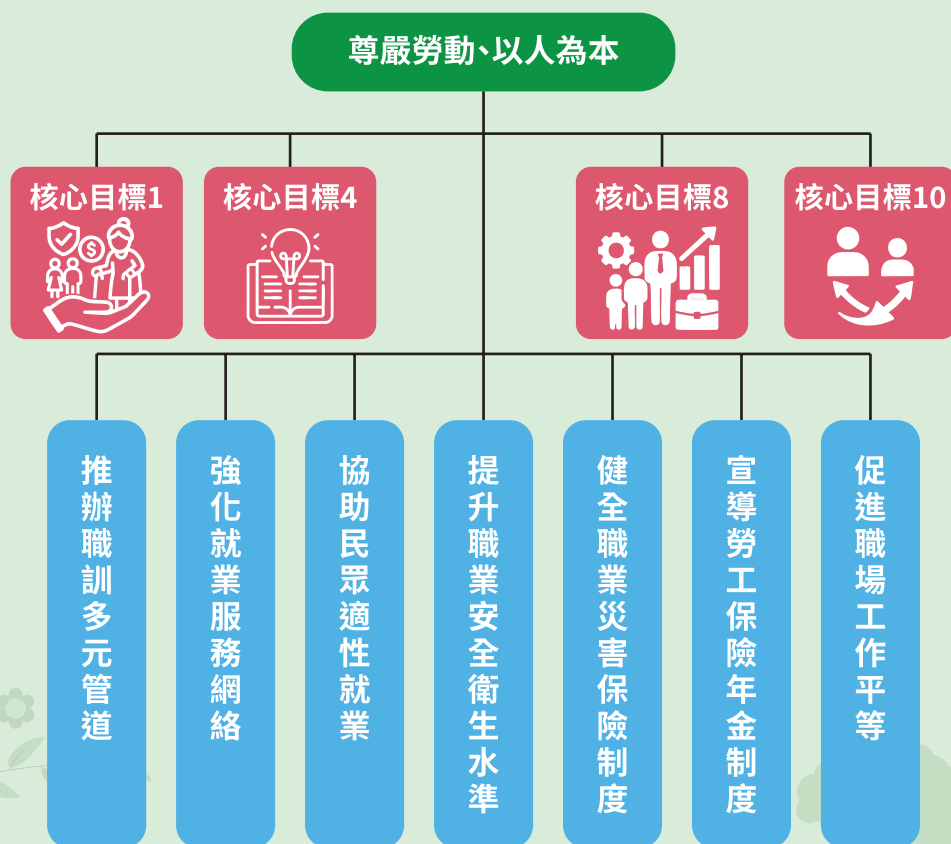 尊嚴勞動、以人為本
核心目標1
核心目標4
核心目標8
核心目標10
$
推辦職訓多元管道
強化就業服務網絡
協助民眾適性就業
提升職業安全衛生水準
健全職業災害保險制度
宣導勞工保險年金制度
促進職場工作平等